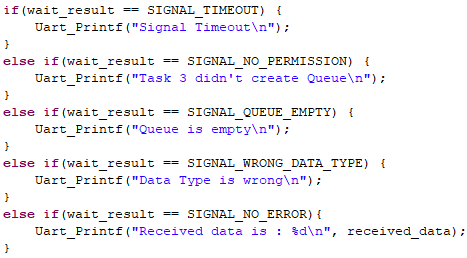 if(wait_result == SIGNAL_TIMEOUT) {
    Uart_Printf("Signal Timeout\n");
}
else if(wait_result == SIGNAL_NO_PERMISSION) {
    Uart_Printf("Task 3 didn't create Queue\n");
}
else if(wait_result == SIGNAL_QUEUE_EMPTY) {
    Uart_Printf("Queue is empty\n");
}
else if(wait_result == SIGNAL_WRONG_DATA_TYPE) {
    Uart_Printf("Data Type is wrong\n");
}
else if(wait_result == SIGNAL_NO_ERROR){
    Uart_Printf("Received data is : %d\n", received_data);
}